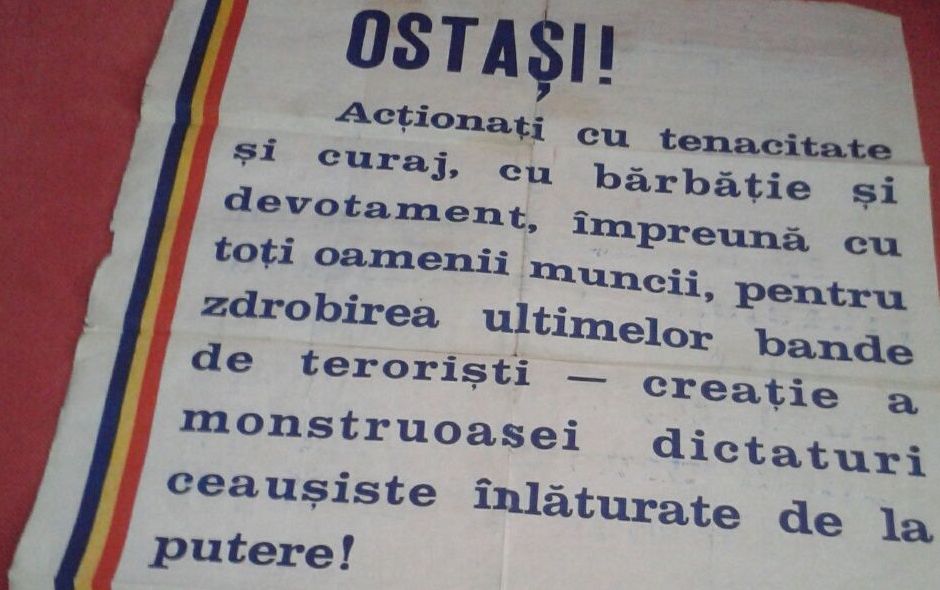 OSTAȘI!
Acționați cu tenacitate
și curaj, cu bărbăție și
devotament, împreună cu
toți oamenii muncii, pentru
zdrobirea ultimelor bande
de teroriști — creație a
monstruoasei dictaturi
ceaușiste înlăturate de la
putere!